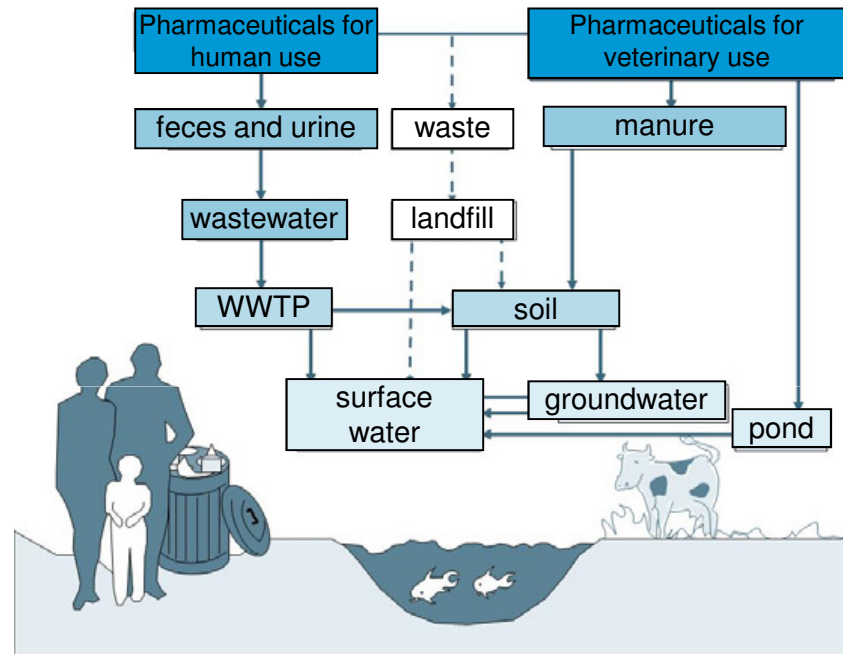 Pharmaceuticals for
human use
Pharmaceuticals for
veterinary use
feces and urine
waste
manure
wastewater
landfill
WWTP
soil
surface
water
groundwater
pond